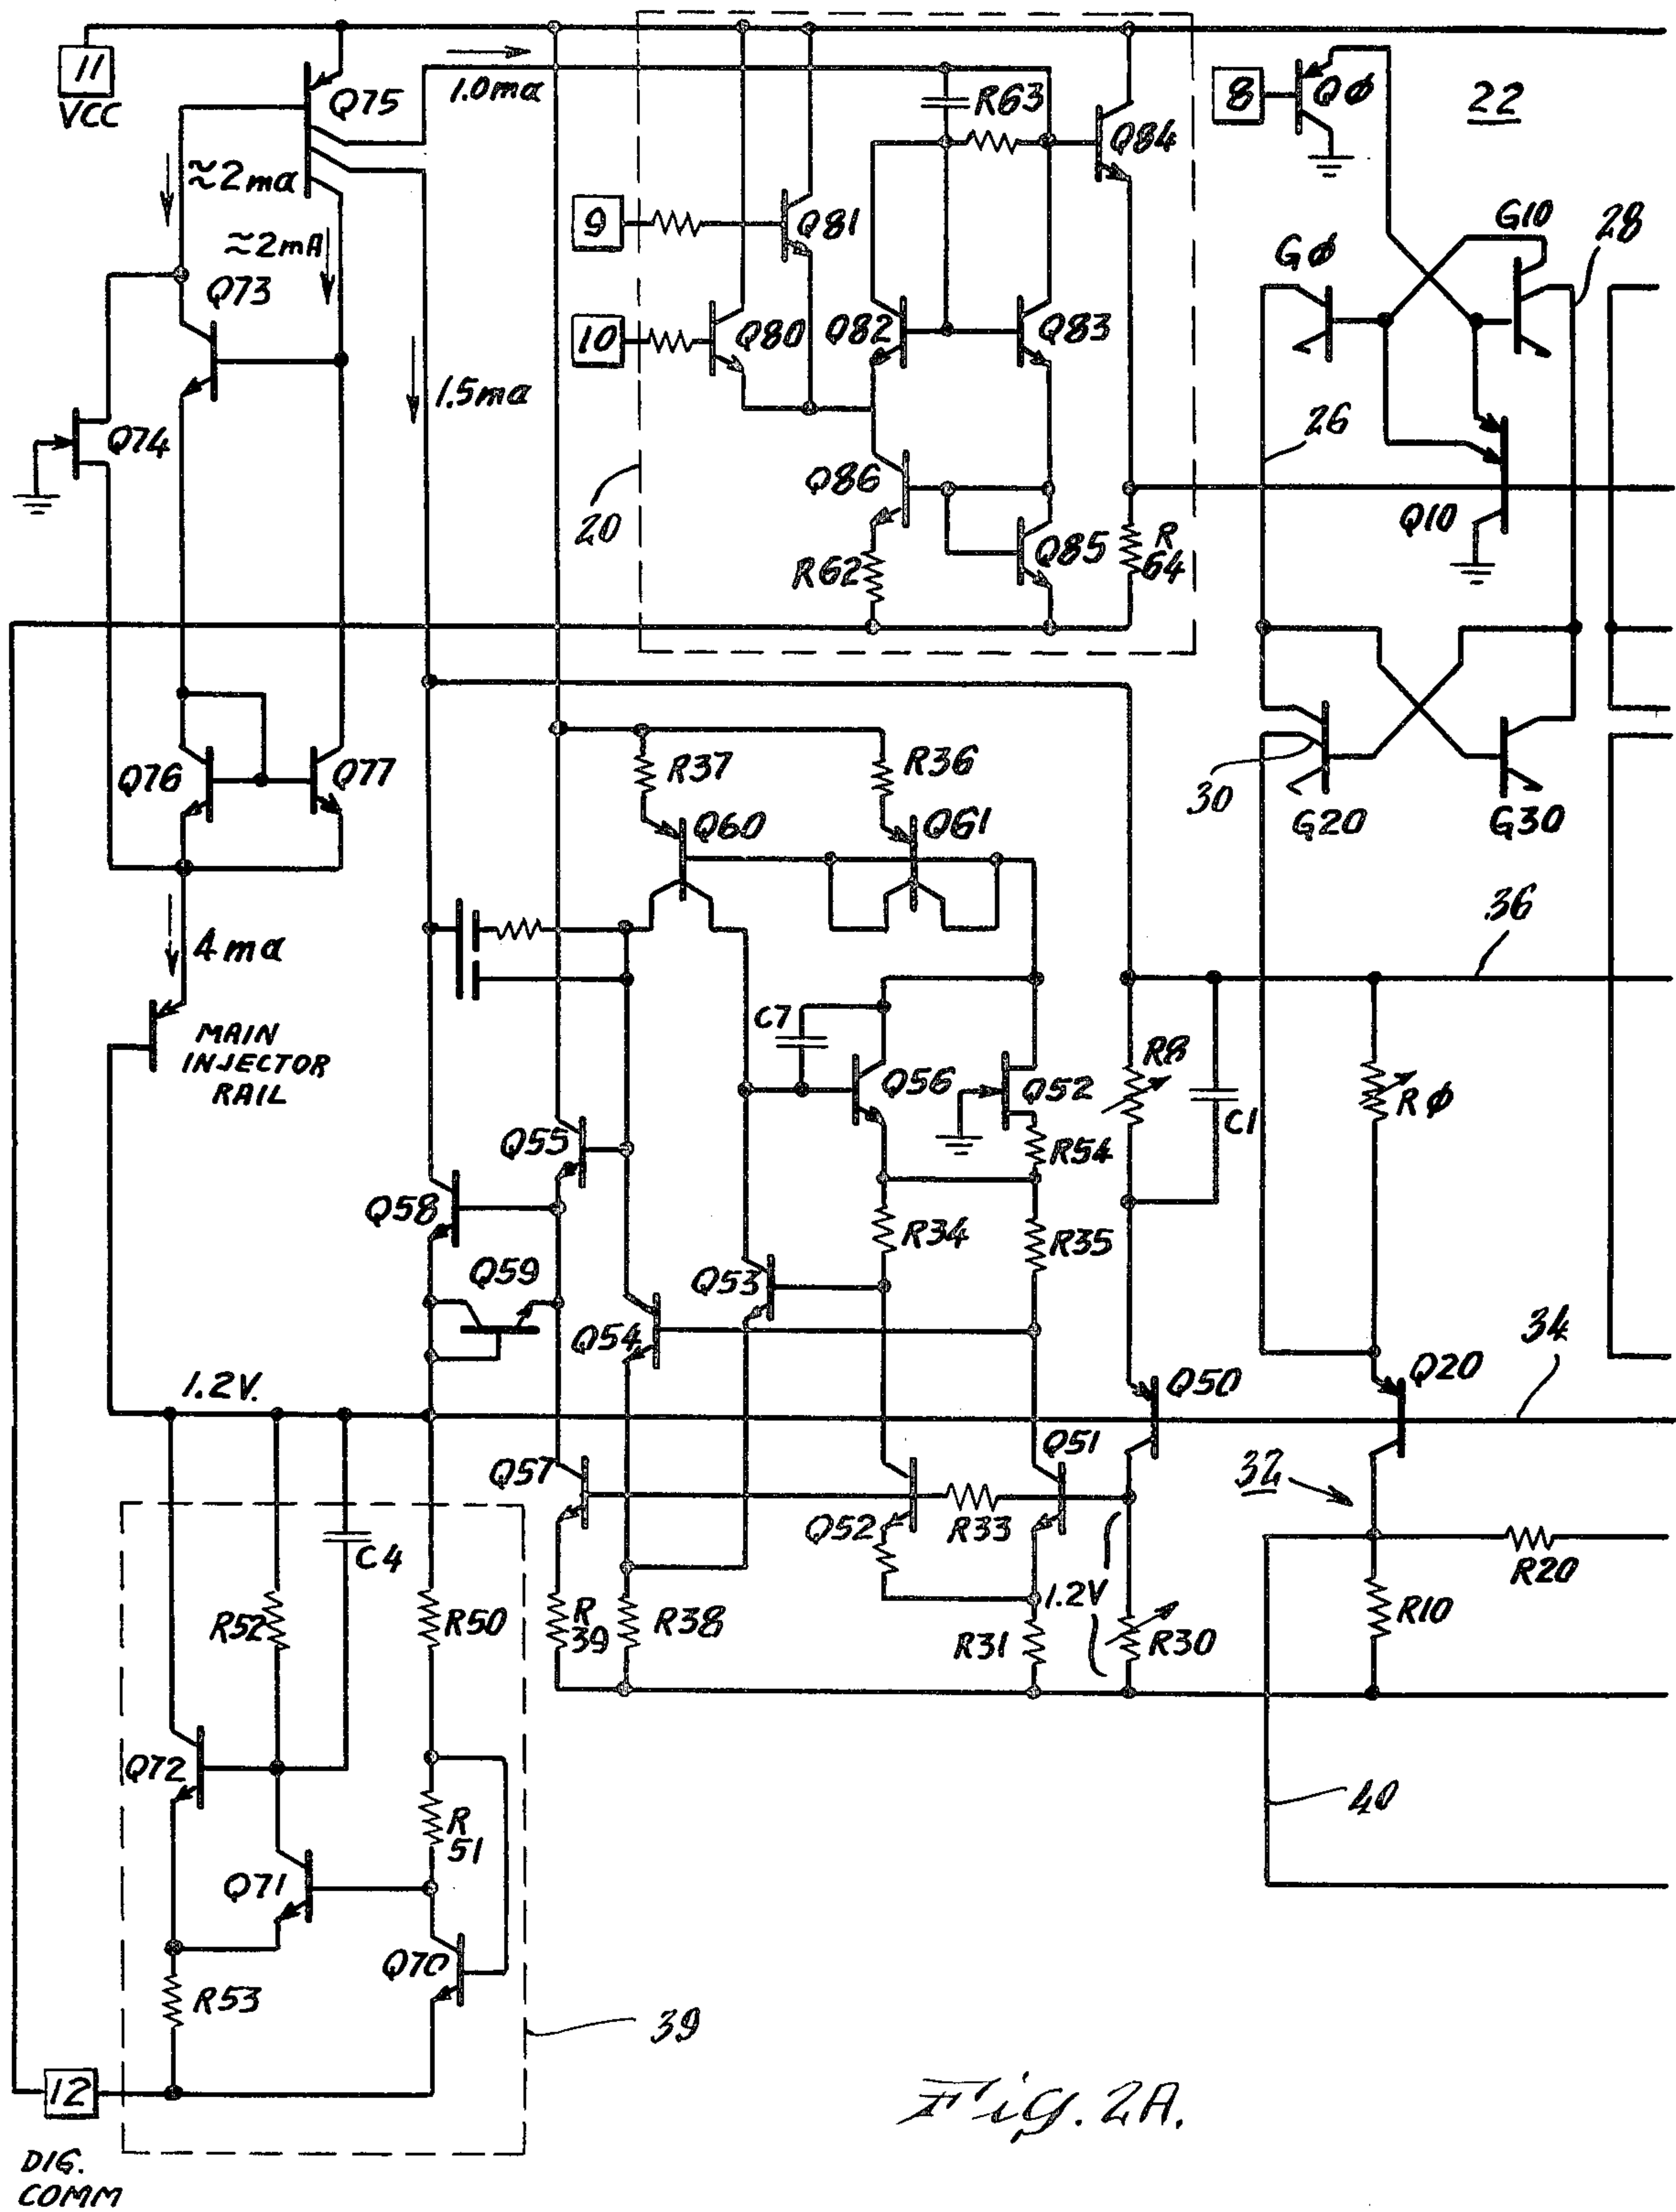 11
VCC
Q75
1.0ma
R63
Q84
8
QΦ
22
≈2ma
≈2mA
9
Q81
GΦ
G10
28
Q73
10
Q80
Q82
Q83
1.5ma
Q74
26
20
Q86
Q10
R62
Q85
R
64
Q76
Q77
R37
R36
30
G20
G30
Q60
Q61
4ma
36
MAIN
INJECTOR
RAIL
C7
Q56
Q52
R8
RΦ
C1
Q55
R54
Q58
R34
R35
Q59
Q53
Q54
34
1.2V.
Q50
Q20
Q57
Q51
32
Q52
R33
C4
1.2V
R20
R52
R50
R
39
R38
R31
R30
R10
Q72
R
51
40
Q71
Q70
R53
39
12
Fig. 2A.
DIG.
COMM